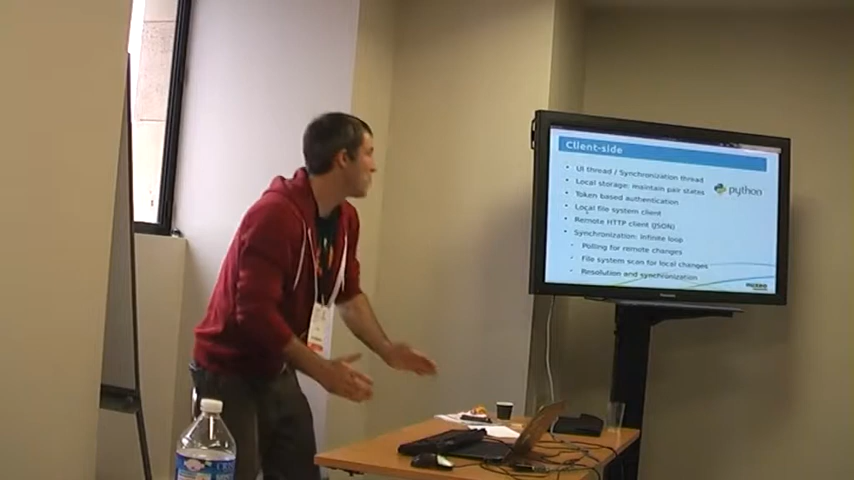 Client-side
• UI thread / Synchronization thread
• Local storage: maintain pair states
• Token based authentication
• Local file system client
• Remote HTTP client (JSON)
• Synchronization: infinite loop
• Polling for remote changes
• File system scan for local changes
• Resolution and synchronization
python
nuxeo